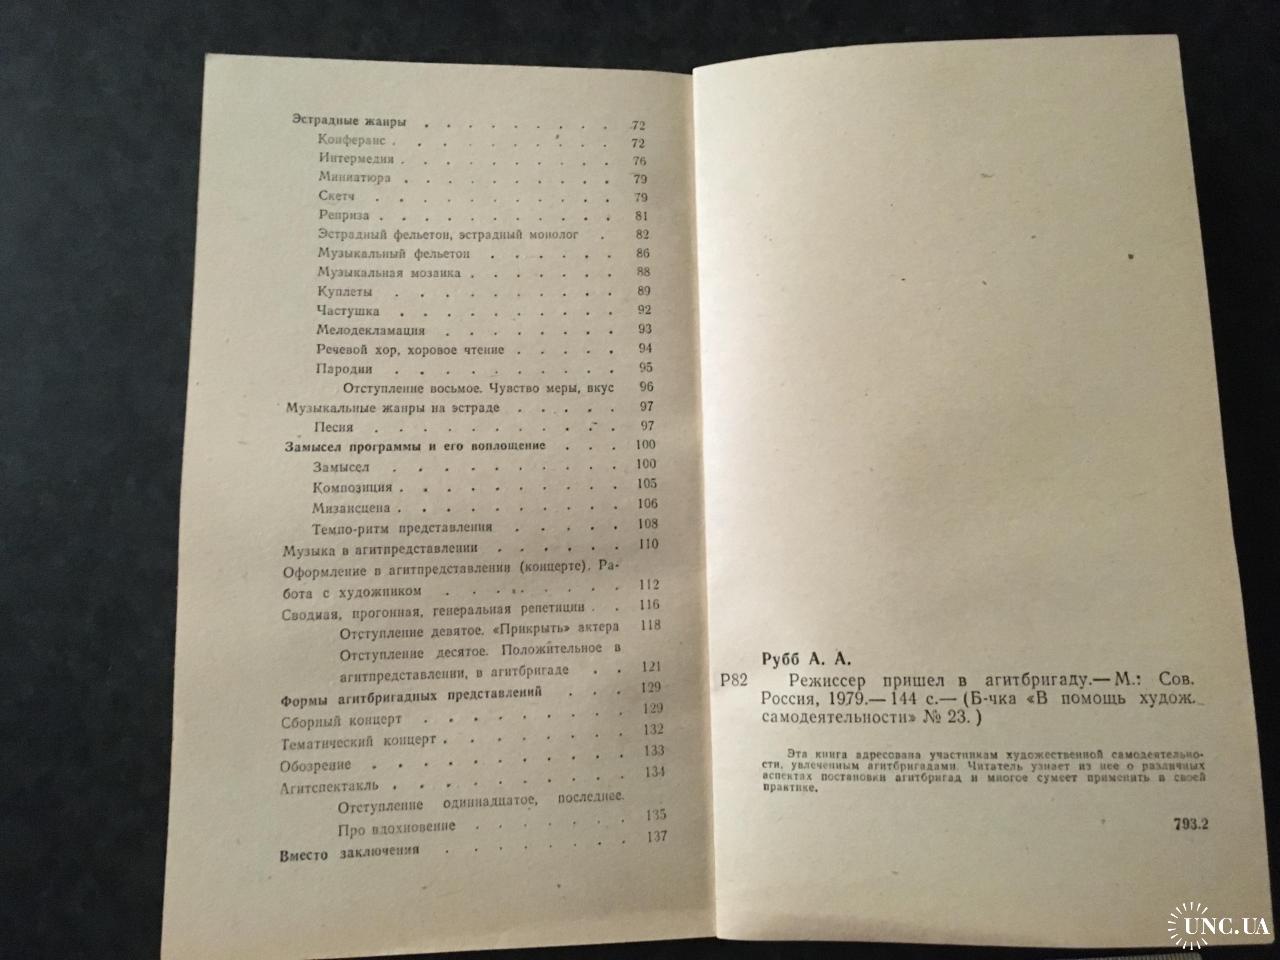 Эстрадные жанры . . . . . . . . . 72
Конферанс . . . . . . . . . . 72
Интермедия . . . . . . . . . . 76
Миниатюра . . . . . . . . . . 79
Скетч . . . . . . . . . . . 79
Реприза . . . . . . . . . . . 81
Эстрадный фельетон, эстрадный монолог . 82
Музыкальный фельетон . . . . . . 86
Музыкальная мозаика . . . . . . . 88
Куплеты . . . . . . . . . . 89
Частушка . . . . . . . . . . 92
Мелодекламация . . . . . . . . 93
Речевой хор, хоровое чтение . . . . . 94
Пародии . . . . . . . . . . 95
Отступление восьмое. Чувство меры, вкус 96
Музыкальные жанры на эстраде . . . . . 97
Песня . . . . . . . . . . . 97
Замысел программы и его воплощение . . . 100
Замысел . . . . . . . . . . 100
Композиция . . . . . . . . . . 105
Мизансцена . . . . . . . . . . 106
Темпо-ритм представления . . . . . 108
Музыка в агитпредставлении . . . . . . 110
Оформление в агитпредставлении (концерте). Ра-
бота с художником . . . . . . . . 112
Сводная, прогонная, генеральная репетиции . . 116
Отступление девятое. «Прикрыть» актера 118
Отступление десятое. Положительное в
агитпредставлении, в агитбригаде . . 121
Формы агитбригадных представлений . . . 129
Сборный концерт . . . . . . . . 129
Тематический концерт . . . . . . . . 132
Обозрение . . . . . . . . . . . 133
Агитспектакль . . . . . . . . . . 134
Отступление одиннадцатое, последнее.
Про вдохновение . . . . . . . 135
Вместо заключения . . . . . . . 137
Рубб А. А.
Р82 Режиссер пришел в агитбригаду.— М.: Сов.
Россия, 1979.— 144 с.— (Б-чка «В помощь худож.
самодеятельности» № 23. )
Эта книга адресована участникам художественной самодеятельно-
сти, увлеченным агитбригадами. Читатель узнает из нее о различных
аспектах постановки агитбригад и многое сумеет применить в своей
практике.
793.2
UNC.UA